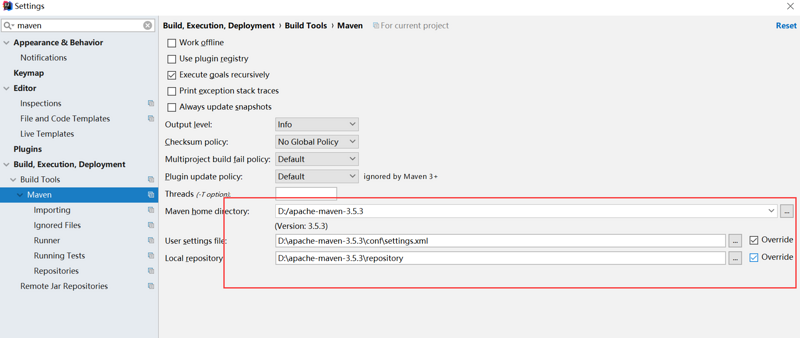 Settings
maven
Appearance & Behavior
Notifications
Keymap
Editor
Inspections
File and Code Templates
Live Templates
Plugins
Build, Execution, Deployment
Build Tools
Maven
Importing
Ignored Files
Runner
Running Tests
Repositories
Remote Jar Repositories
Build, Execution, Deployment › Build Tools › Maven For current project Reset
Work offline
Use plugin registry
Execute goals recursively
Print exception stack traces
Always update snapshots
Output level: Info
Checksum policy: No Global Policy
Multiproject build fail policy: Default
Plugin update policy: Default ignored by Maven 3+
Threads (-T option).
Maven home directory: D:/apache-maven-3.5.3 ...
(Version: 3.5.3)
User settings file: D:\apache-maven-3.5.3\conf\settings.xml ... Override
Local repository: D:\apache-maven-3.5.3\repository ... Override